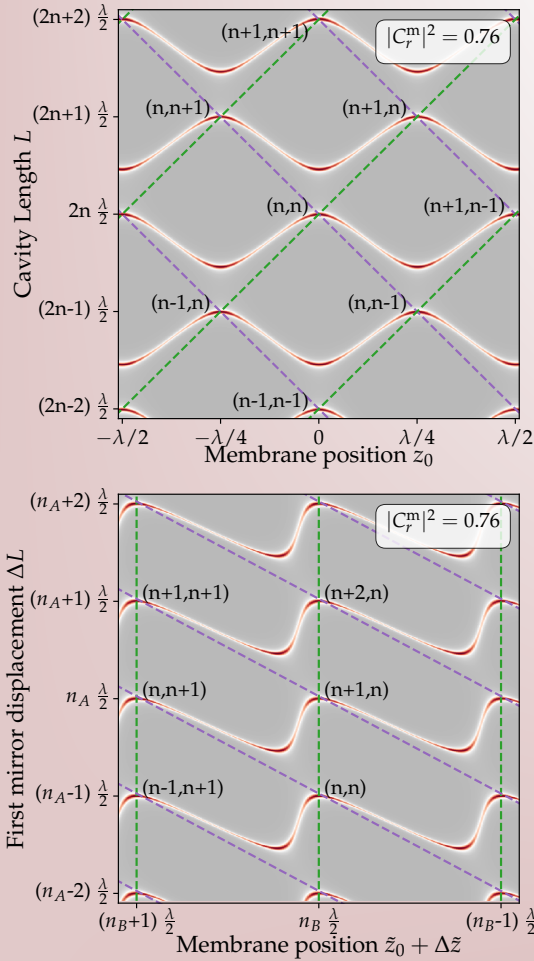 (2n+2) λ/2
(n+1,n+1)
|C_r^m|² = 0.76
(2n+1) λ/2
(n,n+1)
(n+1,n)
Cavity Length L
2n λ/2
(n,n)
(n+1,n-1)
(2n-1) λ/2
(n-1,n)
(n,n-1)
(2n-2) λ/2
(n-1,n-1)
−λ/2
−λ/4
0
λ/4
λ/2
Membrane position z₀
(n_A+2) λ/2
|C_r^m|² = 0.76
(n_A+1) λ/2
(n+1,n+1)
(n+2,n)
First mirror displacement ΔL
n_A λ/2
(n,n+1)
(n+1,n)
(n_A-1) λ/2
(n-1,n+1)
(n,n)
(n_A-2) λ/2
(n_B+1) λ/2
n_B λ/2
(n_B-1) λ/2
Membrane position z̃₀ + Δz̃